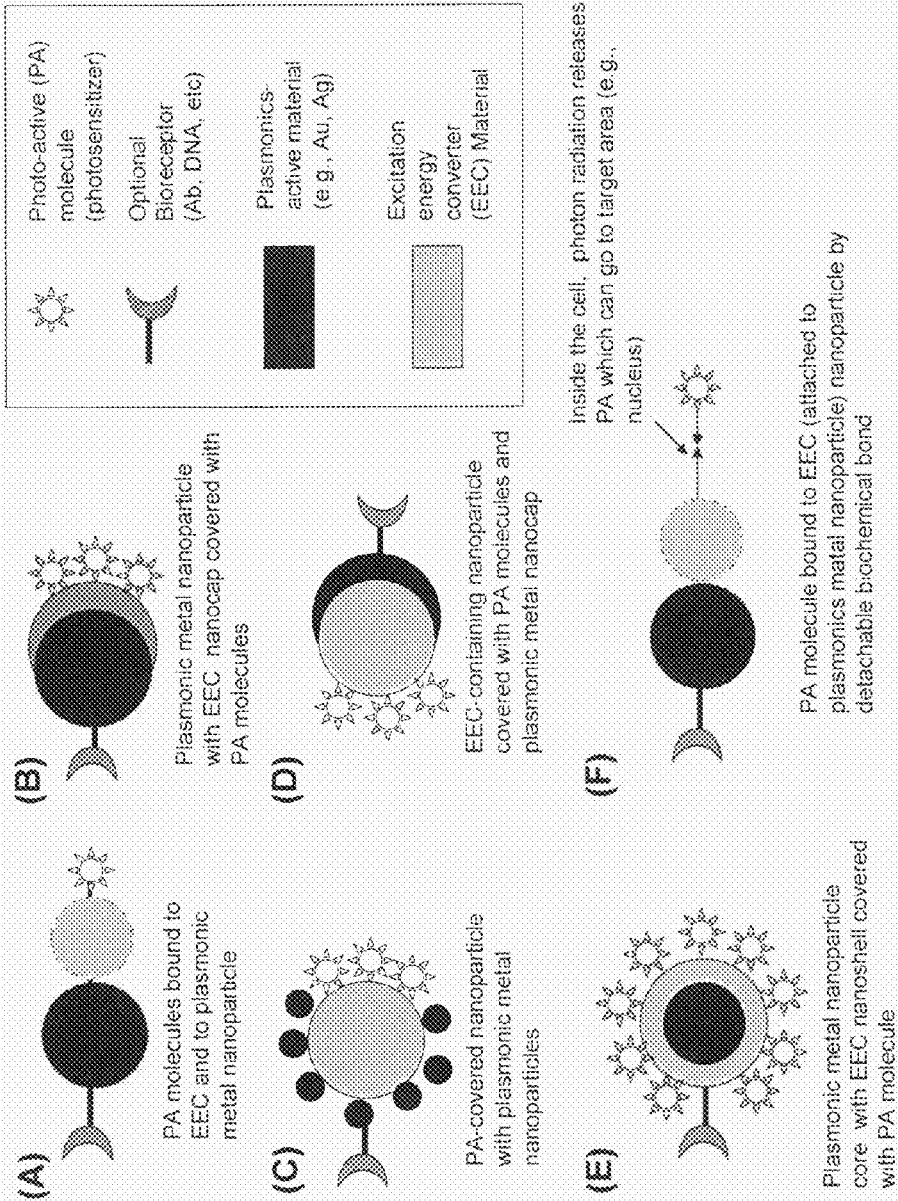 (A)
PA molecules bound to
EEC and to plasmonic
metal nanoparticle
(B)
Plasmonic metal nanoparticle
with EEC nanocap covered with
PA molecules
Photo-active (PA)
molecule
(photosensitizer)
Optional
Bioreceptor
(Ab, DNA, etc)
Plasmonics-
active material
(e.g., Au, Ag)
Excitation
energy
converter
(EEC) Material
(C)
PA-covered nanoparticle
with plasmonic metal
nanoparticles
(D)
EEC-containing nanoparticle
covered with PA molecules and
plasmonic metal nanocap
(E)
Plasmonic metal nanoparticle
core with EEC nanoshell covered
with PA molecule
(F)
Inside the cell, photon radiation releases
PA which can go to target area (e.g.,
nucleus)
PA molecule bound to EEC (attached to
plasmonics matal nanoparticle) nanoparticle by
detachable biochemical bond